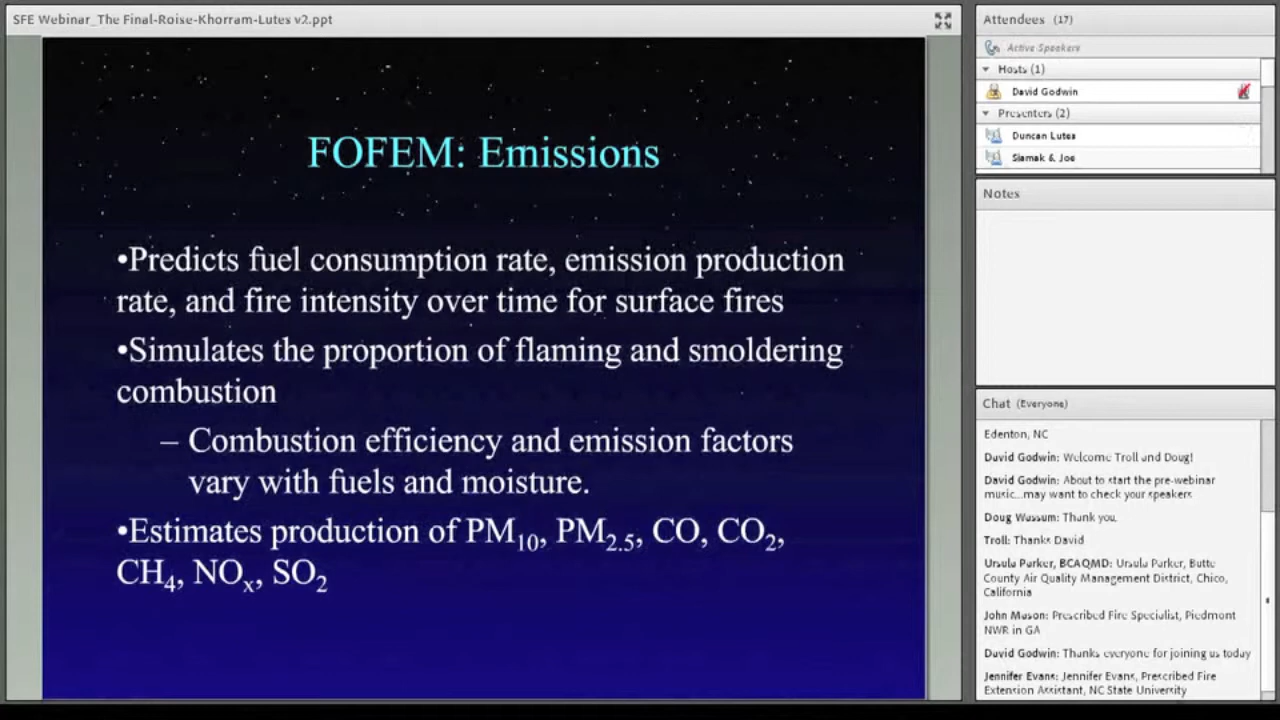 SFE Webinar_The Final-Roise-Khorram-Lutes v2.ppt
FOFEM: Emissions
•Predicts fuel consumption rate, emission production
rate, and fire intensity over time for surface fires
•Simulates the proportion of flaming and smoldering
combustion
– Combustion efficiency and emission factors
vary with fuels and moisture.
•Estimates production of PM10, PM2.5, CO, CO2,
CH4, NOx, SO2
Attendees (17)
Active Speakers
Hosts (1)
David Godwin
Presenters (2)
Duncan Lutes
Siamak & Joe
Notes
Chat (Everyone)
Edenton, NC
David Godwin: Welcome Troll and Doug!
David Godwin: About to start the pre-webinar
music...may want to check your speakers
Doug Wassum: Thank you.
Troll: Thanks David
Ursula Parker, BCAQMD: Ursula Parker, Butte
County Air Quality Management District, Chico,
California
John Mason: Prescribed Fire Specialist, Piedmont
NWR in GA
David Godwin: Thanks everyone for joining us today
Jennifer Evans: Jennifer Evans, Prescribed Fire
Extension Assistant, NC State University